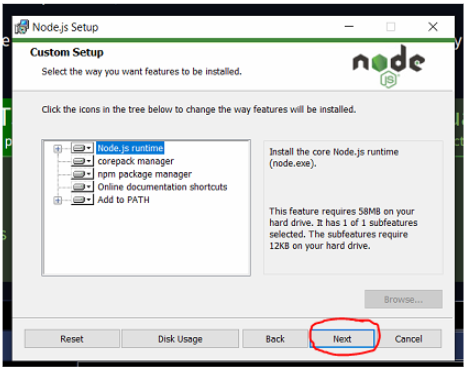 Node.js Setup
Custom Setup
Select the way you want features to be installed.
node
JS
Click the icons in the tree below to change the way features will be installed.
Node.js runtime
corepack manager
npm package manager
Online documentation shortcuts
Add to PATH
Install the core Node.js runtime
(node.exe).
This feature requires 58MB on your
hard drive. It has 1 of 1 subfeatures
selected. The subfeatures require
12KB on your hard drive.
Browse...
Reset
Disk Usage
Back
Next
Cancel